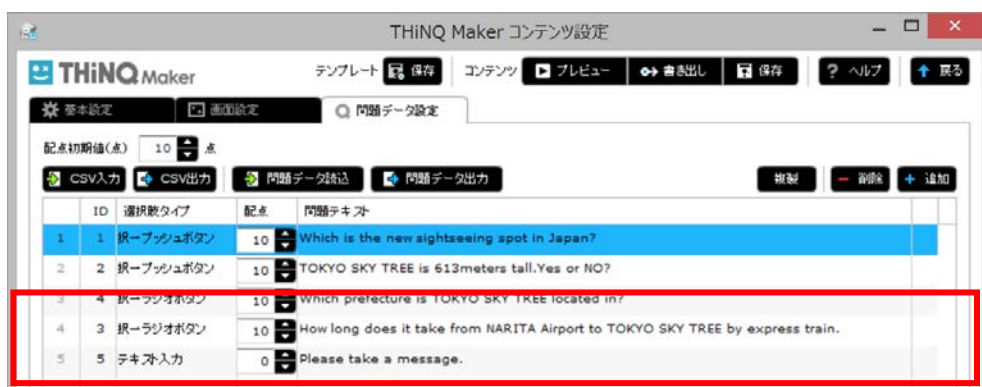 THiNQ Maker コンテンツ設定
THiNQ Maker テンプレート 保存 コンテンツ プレビュー 書き出し 保存 ? ヘルプ 戻る
基本設定 画面設定 問題データ設定
配点初期値(点) 10 点
CSV入力 CSV出力 問題データ読込 問題データ出力 複製 削除 追加
ID 選択肢タイプ 配点 問題テキスト
1 1 択ープッシュボタン 10 Which is the new sightseeing spot in Japan?
2 2 択ープッシュボタン 10 TOKYO SKY TREE is 613meters tall.Yes or NO?
3 4 択ーラジオボタン 10 Which prefecture is TOKYO SKY TREE located in?
4 3 択ーラジオボタン 10 How long does it take from NARITA Airport to TOKYO SKY TREE by express train.
5 5 テキスト入力 0 Please take a message.